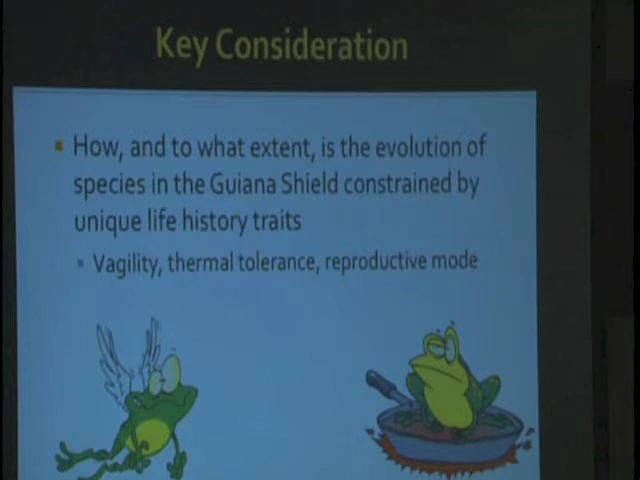 Key Consideration
How, and to what extent, is the evolution of
species in the Guiana Shield constrained by
unique life history traits
Vagility, thermal tolerance, reproductive mode